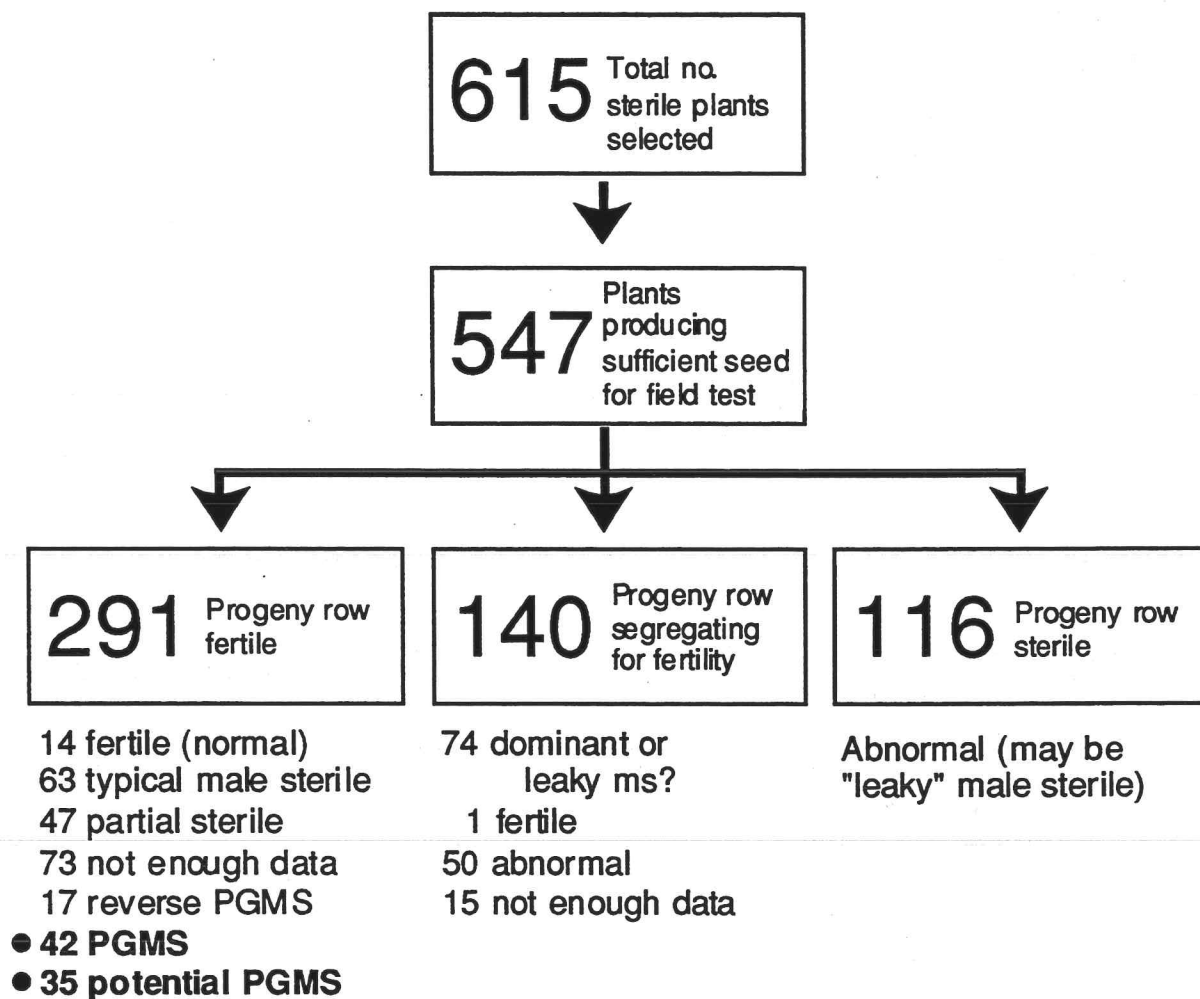 615 Total no.
sterile plants
selected
547 Plants
producing
sufficient seed
for field test
291 Progeny row
fertile
140 Progeny row
segregating
for fertility
116 Progeny row
sterile
14 fertile (normal)
63 typical male sterile
47 partial sterile
73 not enough data
17 reverse PGMS
● 42 PGMS
● 35 potential PGMS
74 dominant or
leaky ms?
1 fertile
50 abnormal
15 not enough data
Abnormal (may be
"leaky" male sterile)